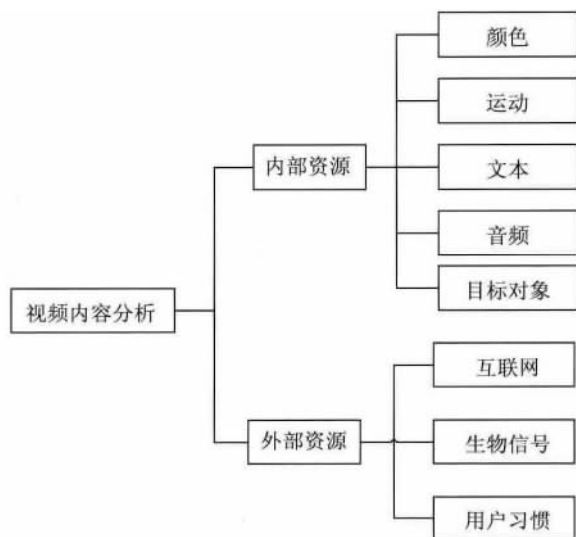 颜色
运动
内部资源
文本
音频
目标对象
视频内容分析
互联网
外部资源
生物信号
用户习惯